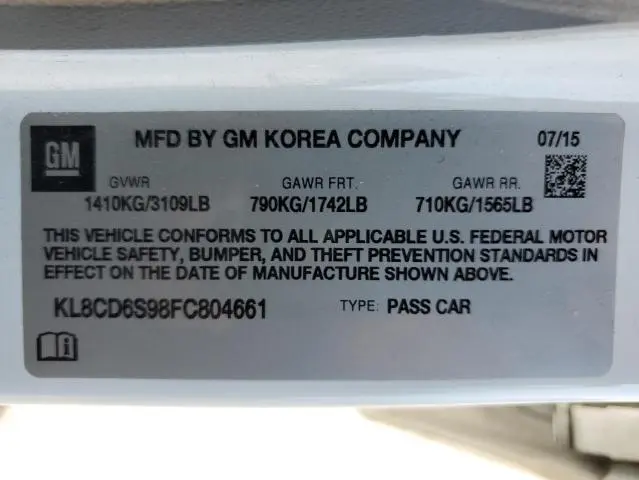 GM MFD BY GM KOREA COMPANY 07/15
GVWR GAWR FRT. GAWR RR.
1410KG/3109LB 790KG/1742LB 710KG/1565LB
THIS VEHICLE CONFORMS TO ALL APPLICABLE U.S. FEDERAL MOTOR
VEHICLE SAFETY, BUMPER, AND THEFT PREVENTION STANDARDS IN
EFFECT ON THE DATE OF MANUFACTURE SHOWN ABOVE.
KL8CD6S98FC804661 TYPE: PASS CAR